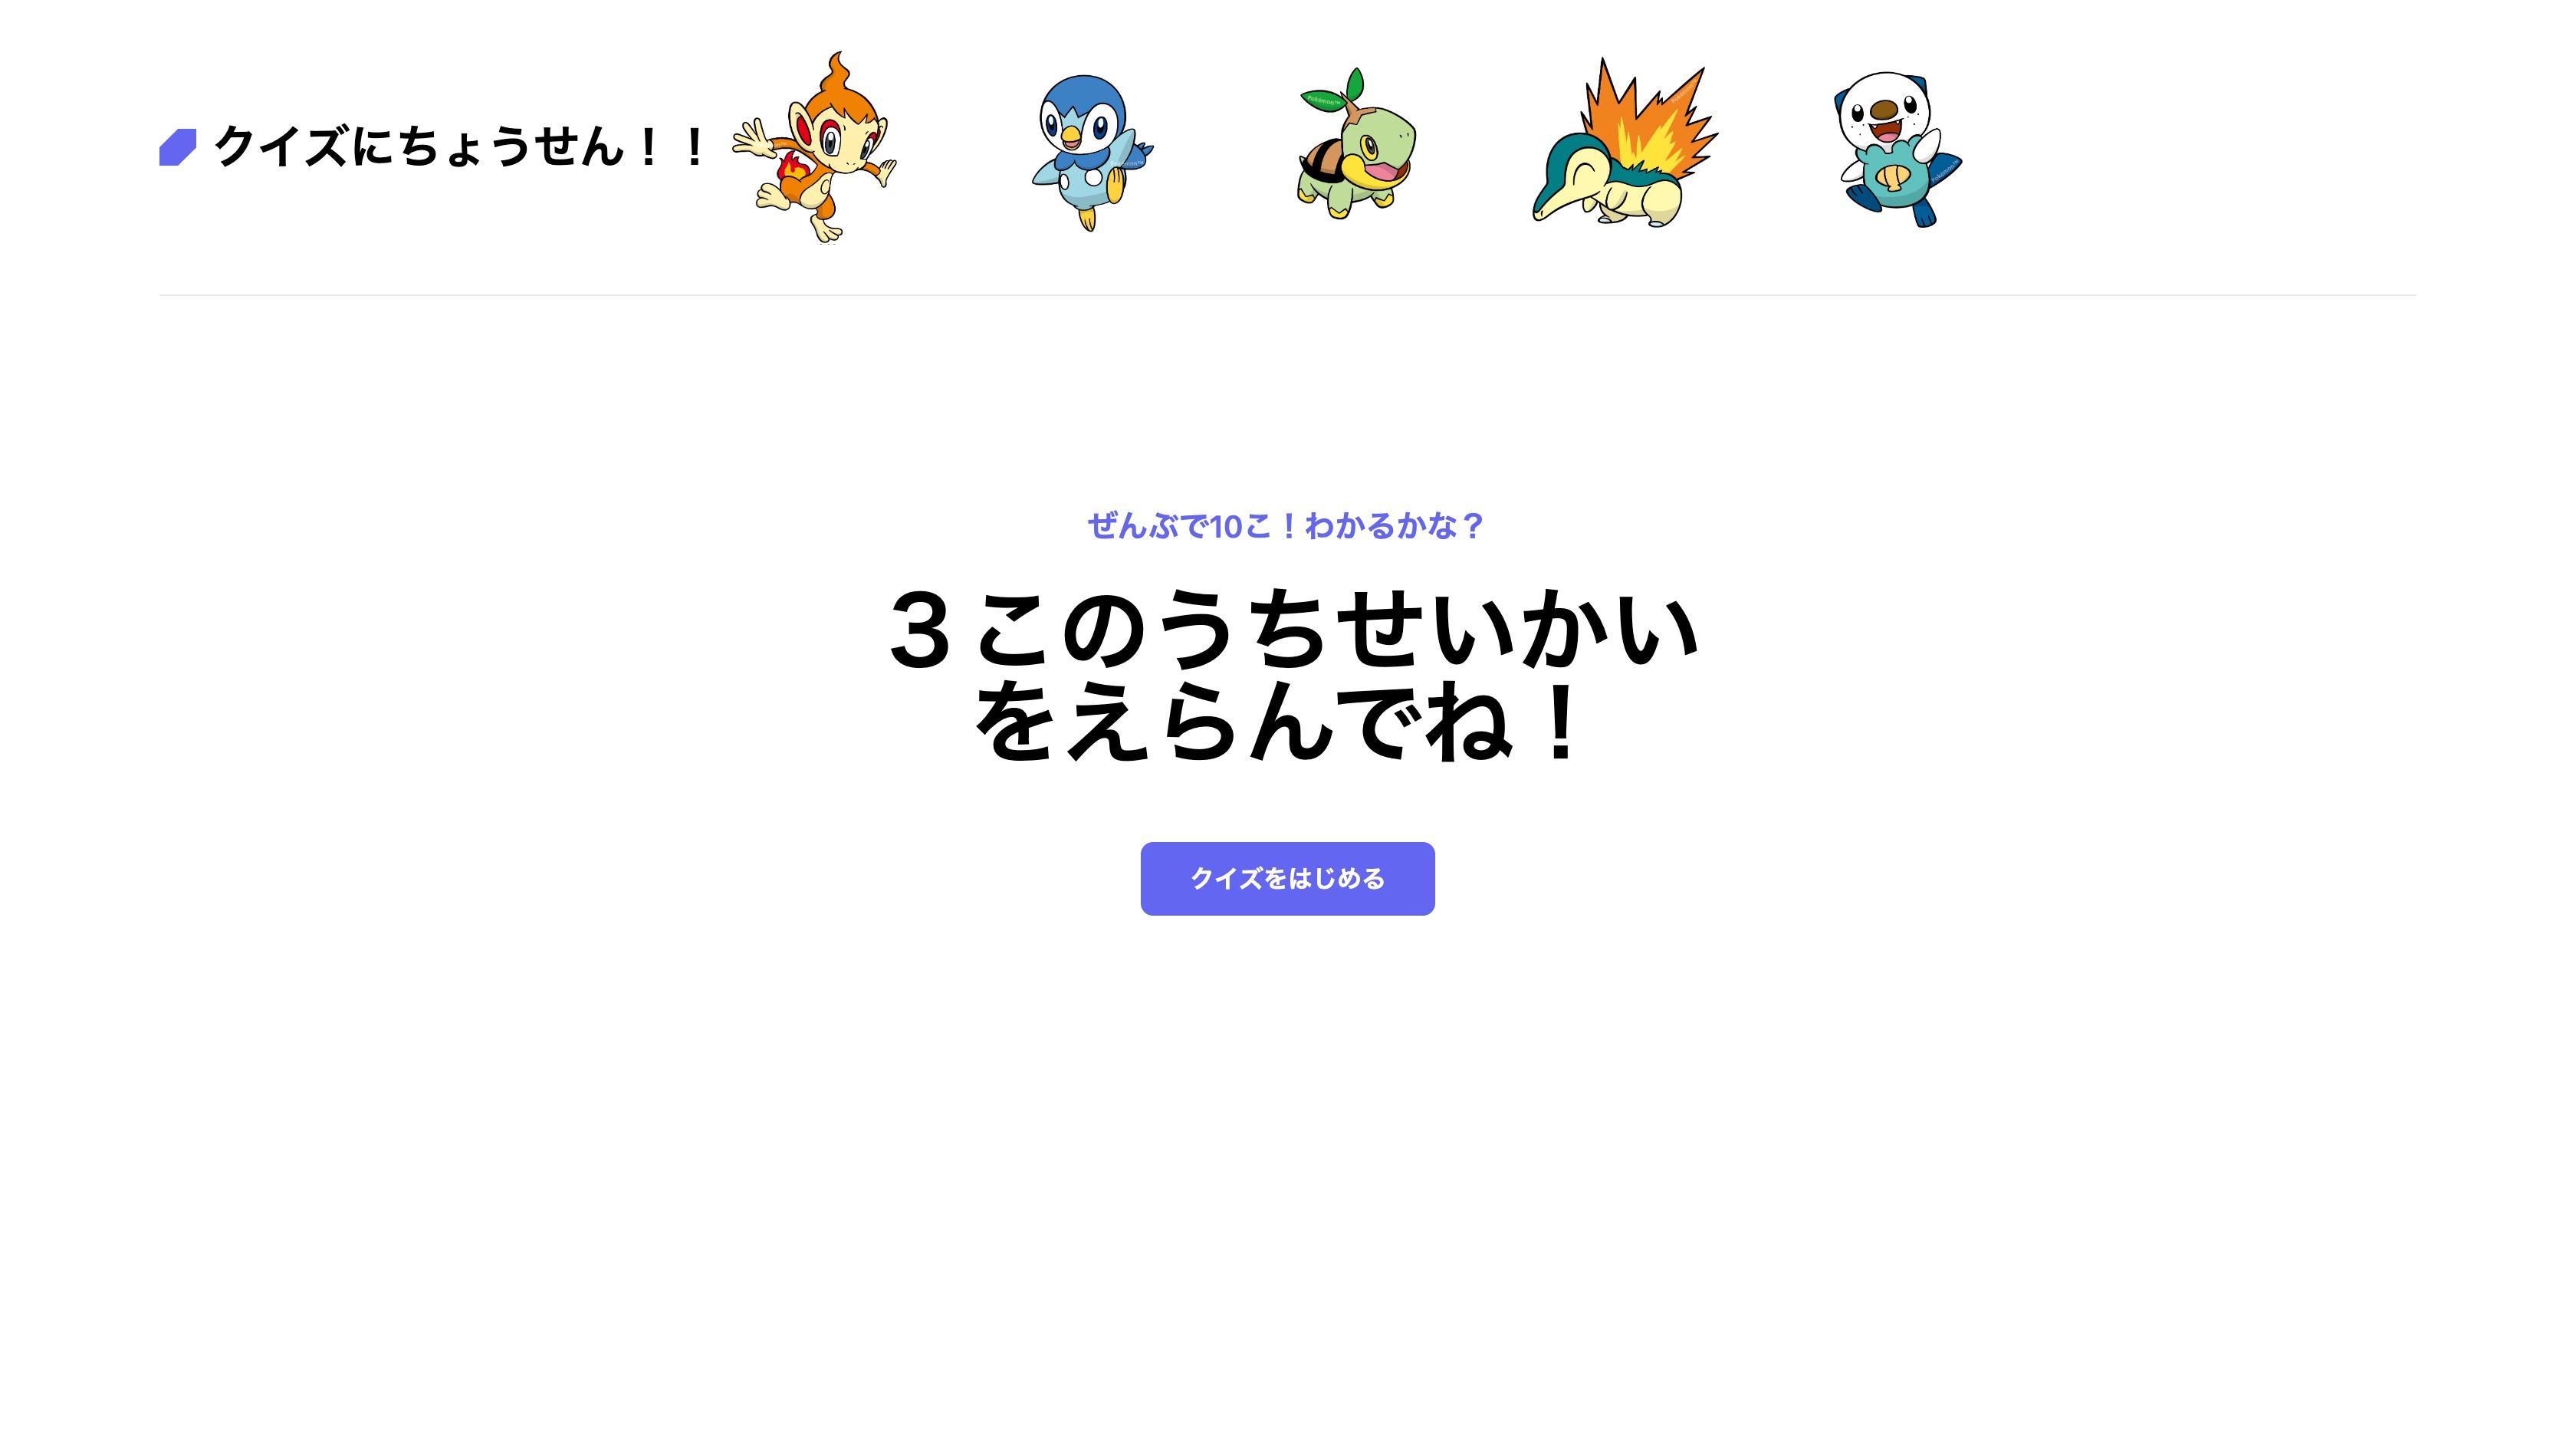 クイズにちょうせん！！
ぜんぶで10こ！わかるかな？
３このうちせいかい
をえらんでね！
クイズをはじめる